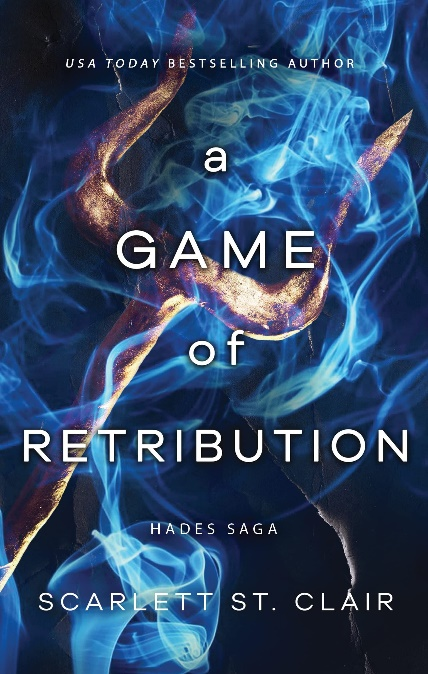 USA TODAY BESTSELLING AUTHOR
a
GAME
of
RETRIBUTION
HADES SAGA
SCARLETT ST. CLAIR